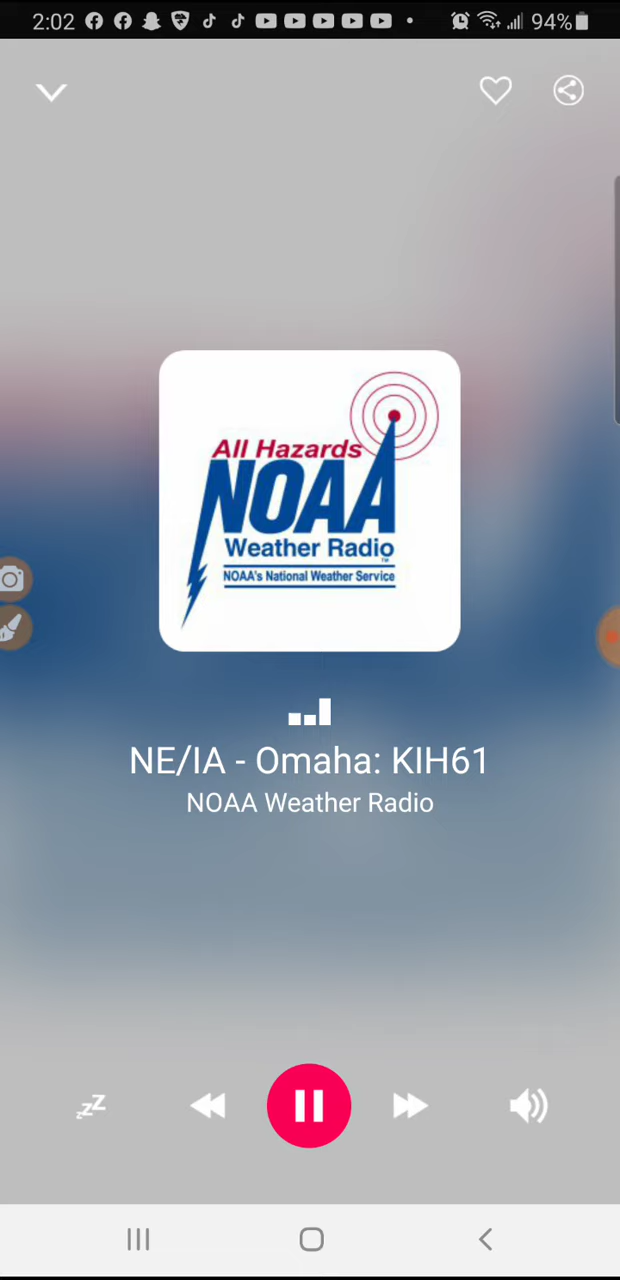 2:02
94%
All Hazards
NOAA
Weather Radio
TM
NOAA's National Weather Service
NE/IA - Omaha: KIH61
NOAA Weather Radio